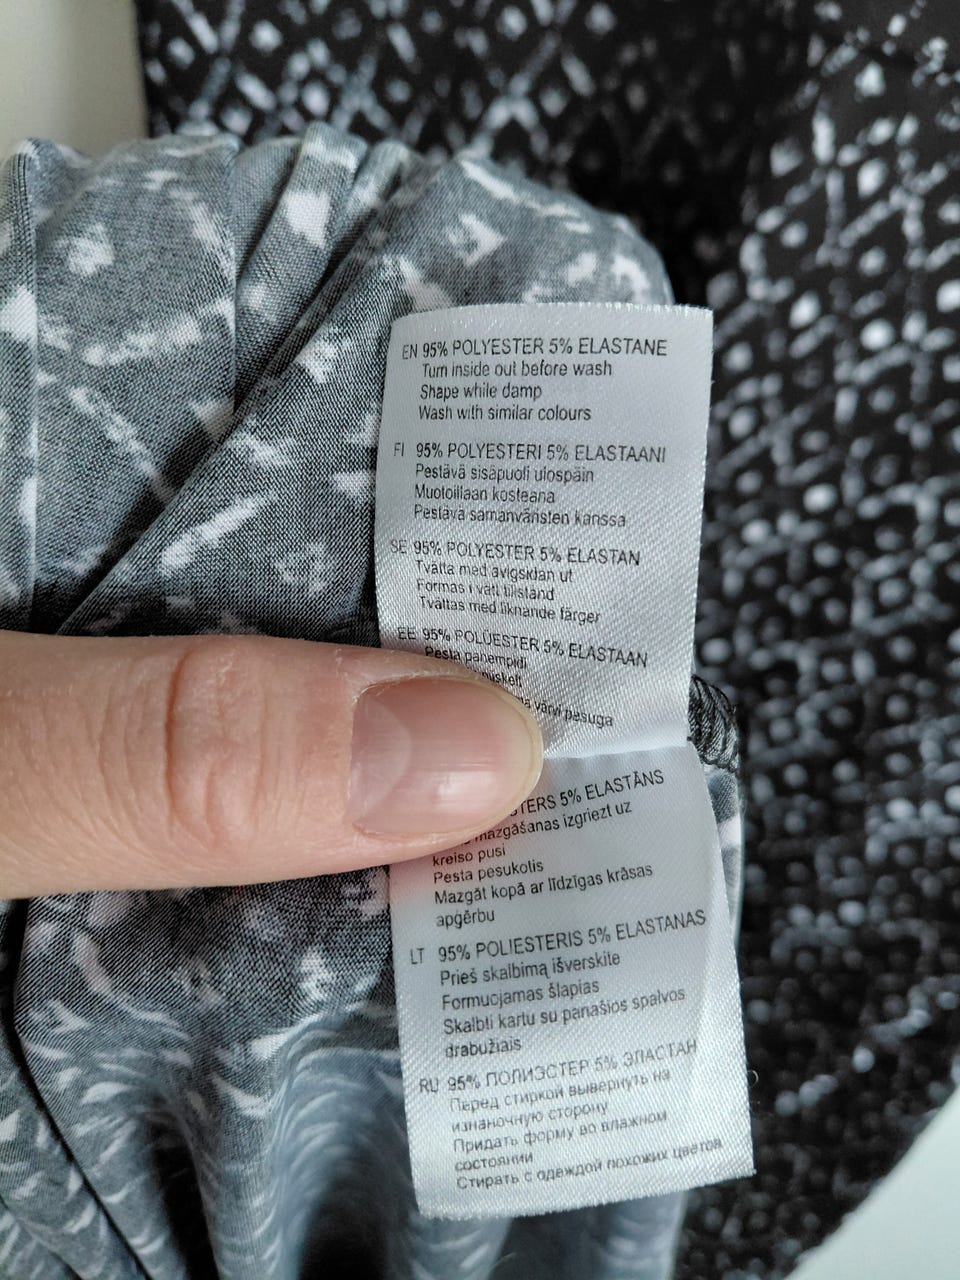 EN 95% POLYESTER 5% ELASTANE
Turn inside out before wash
Shape while damp
Wash with similar colours
FI 95% POLYESTERI 5% ELASTAANI
Pestävä sisäpuoli ulospäin
Muotoillaan kosteana
Pestävä samanväristen kanssa
SE 95% POLYESTER 5% ELASTAN
Tvätta med avigsidan ut
Formas i vått tillstånd
Tvättas med liknande färger
EE 95% POLÜESTER 5% ELASTAAN
Pesta pahempidi
värvi pesuga
5% ELASTĀNS
mazgāšanas izgriezt uz
kreiso pusi
Pesta pesukolis
Mazgāt kopā ar līdzīgas krāsas
apģērbu
LT 95% POLIESTERIS 5% ELASTANAS
Prieš skalbimą išverskite
Formuojamas šlapias
Skalbti kartu su panašios spalvos
drabužiais
RU 95% ПОЛИЭСТЕР 5% ЭЛАСТАН
Перед стиркой вывернуть на
изнаночную сторону
Придать форму во влажном
состоянии
Стирать с одеждой похожих цветов